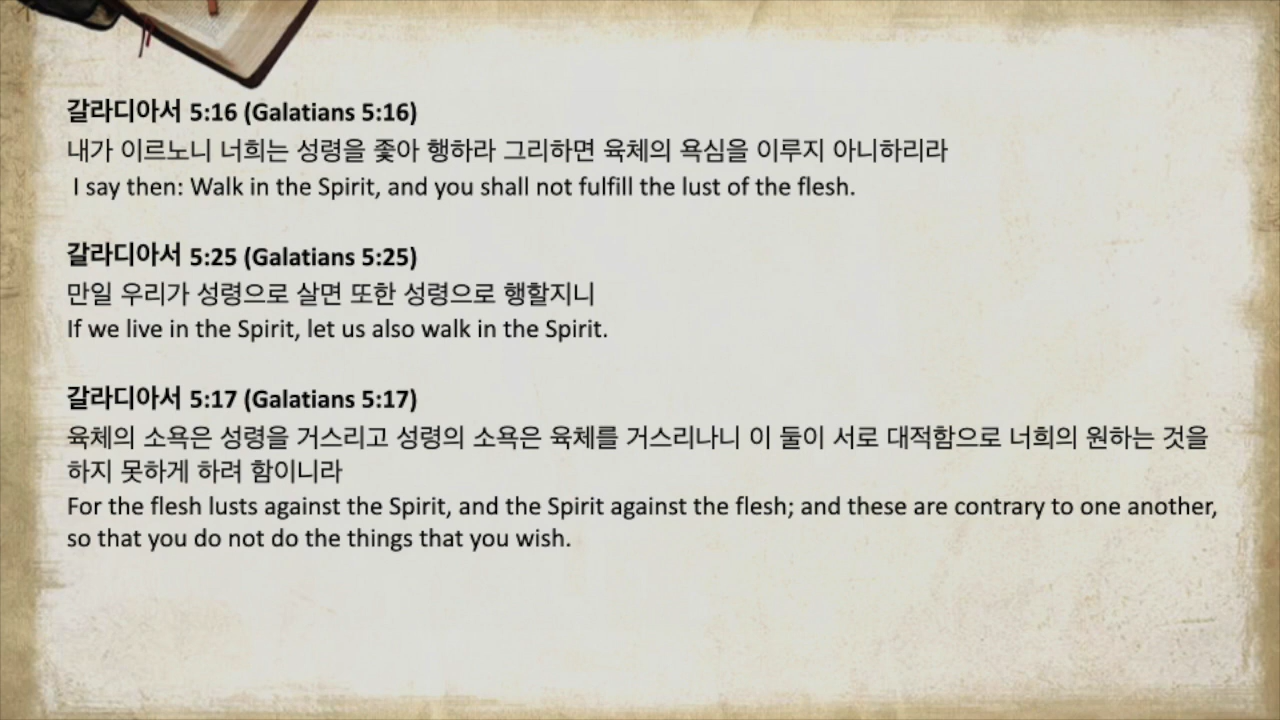 갈라디아서 5:16 (Galatians 5:16)
내가 이르노니 너희는 성령을 좇아 행하라 그리하면 육체의 욕심을 이루지 아니하리라
I say then: Walk in the Spirit, and you shall not fulfill the lust of the flesh.
갈라디아서 5:25 (Galatians 5:25)
만일 우리가 성령으로 살면 또한 성령으로 행할지니
If we live in the Spirit, let us also walk in the Spirit.
갈라디아서 5:17 (Galatians 5:17)
육체의 소욕은 성령을 거스리고 성령의 소욕은 육체를 거스리나니 이 둘이 서로 대적함으로 너희의 원하는 것을
하지 못하게 하려 함이니라
For the flesh lusts against the Spirit, and the Spirit against the flesh; and these are contrary to one another,
so that you do not do the things that you wish.